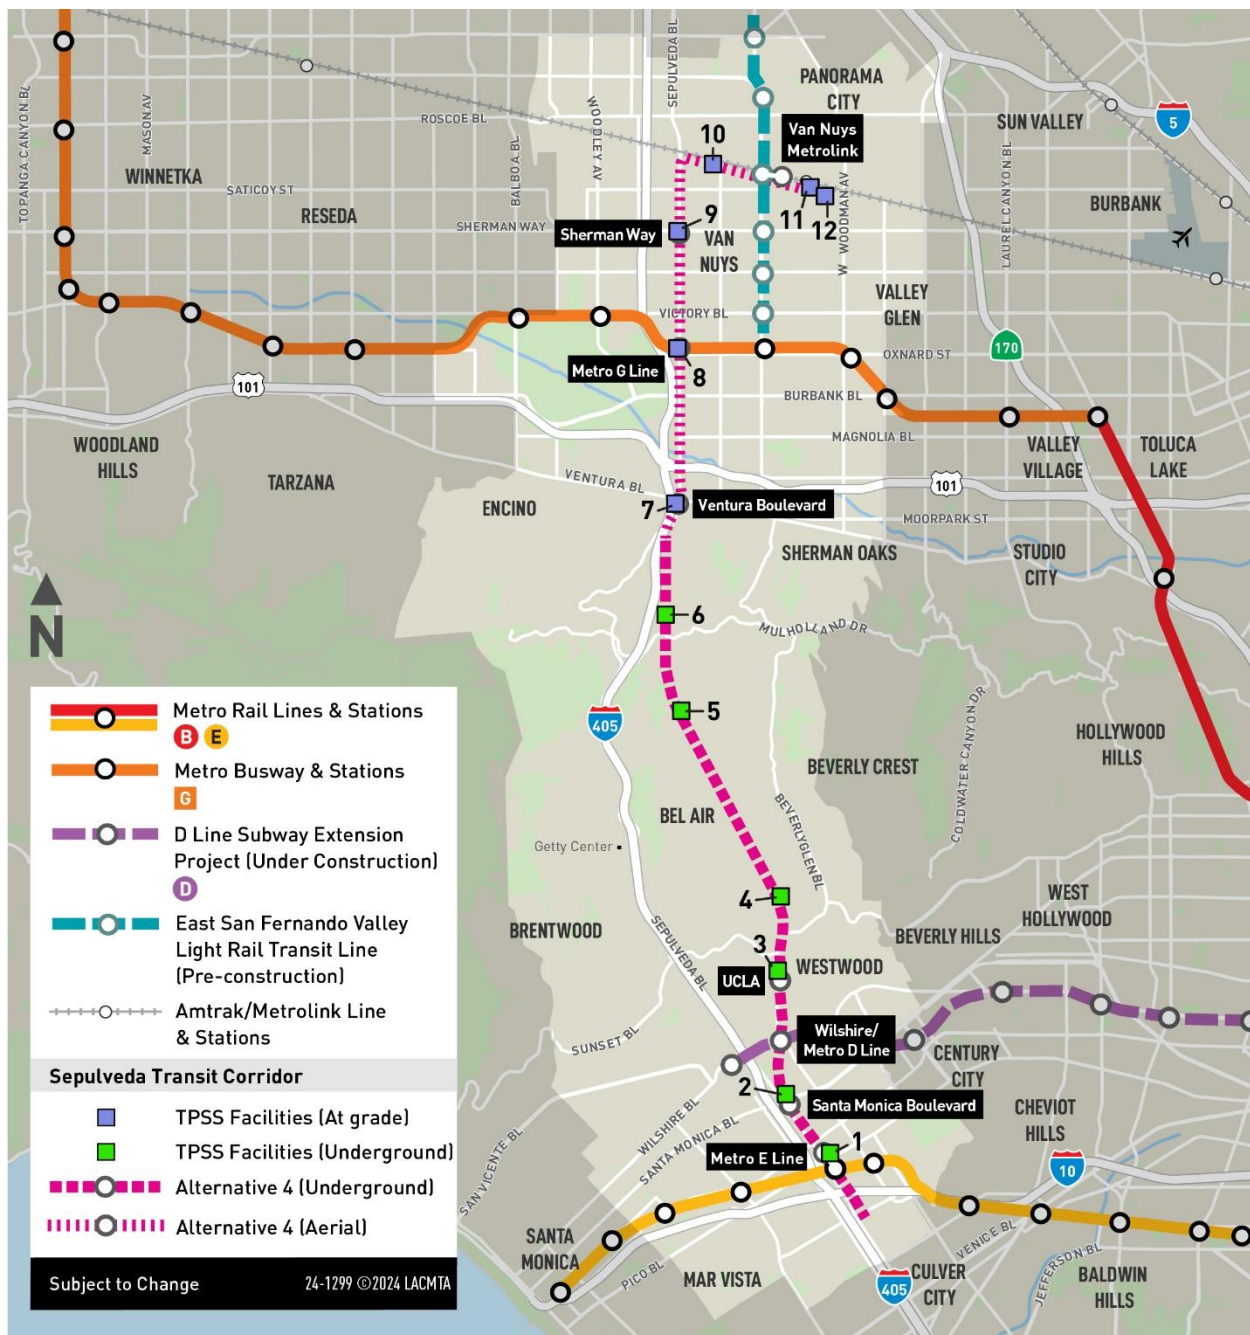 TOPANGA CANYON BL
MASON AV
WINNETKA
SATICOY ST
RESEDA
ROSCOE BL
BALBOA BL
SHERMAN WAY
WOODLEY AV
SEPULVEDA BL
PANORAMA
CITY
Van Nuys
Metrolink
10
11
12
W WOODMAN AV
SUN VALLEY
LAUREL CANYON BL
5
BURBANK
Sherman Way
9
VAN
NUYS
VICTORY BL
VALLEY
GLEN
OXNARD ST
170
Metro G Line
8
BURBANK BL
MAGNOLIA BL
101
WOODLAND
HILLS
TARZANA
VENTURA BL
ENCINO
7
Ventura Boulevard
101
MOORPARK ST
VALLEY
VILLAGE
TOLUCA
LAKE
SHERMAN OAKS
STUDIO
CITY
6
MULHOLLAND DR
N
5
405
COLDWATER CANYON DR
HOLLYWOOD
HILLS
BEVERLY CREST
BEL AIR
BEVERLYGLEN BL
Getty Center
4
WEST
HOLLYWOOD
BRENTWOOD
SEPULVEDA BL
BEVERLY HILLS
3
UCLA
WESTWOOD
SUNSET BL
Wilshire/
Metro D Line
CENTURY
CITY
2
Santa Monica Boulevard
CHEVIOT
HILLS
WILSHIRE BL
SANTA MONICA BL
SAN VICENTE BL
Metro E Line
1
10
SANTA
MONICA
PICO BL
MAR VISTA
VENICE BL
JEFFERSON BL
405
CULVER
CITY
BALDWIN
HILLS
Metro Rail Lines & Stations
B E
Metro Busway & Stations
G
D Line Subway Extension
Project (Under Construction)
D
East San Fernando Valley
Light Rail Transit Line
(Pre-construction)
Amtrak/Metrolink Line
& Stations
Sepulveda Transit Corridor
TPSS Facilities (At grade)
TPSS Facilities (Underground)
Alternative 4 (Underground)
Alternative 4 (Aerial)
Subject to Change
24-1299 ©2024 LACMTA